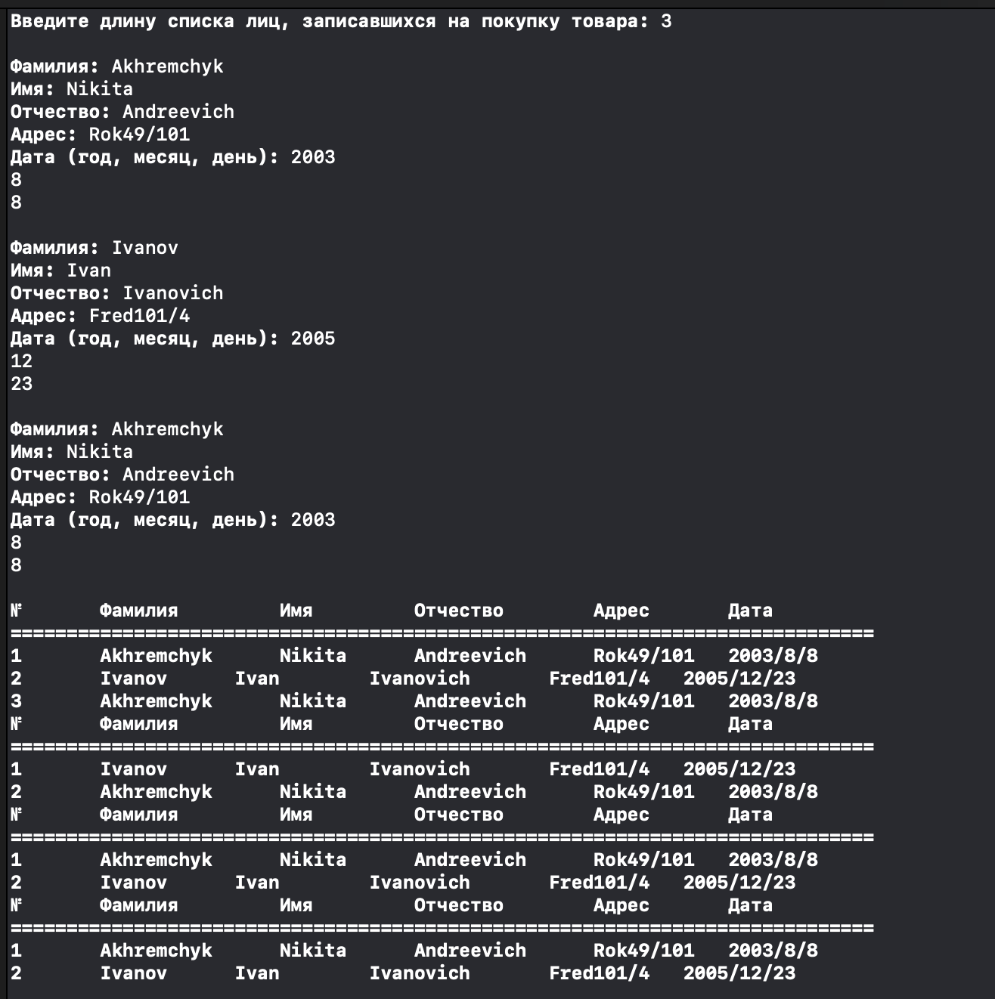 Введите длину списка лиц, записавшихся на покупку товара: 3
Фамилия: Akhremchyk
Имя: Nikita
Отчество: Andreevich
Адрес: Rok49/101
Дата (год, месяц, день): 2003
8
8
Фамилия: Ivanov
Имя: Ivan
Отчество: Ivanovich
Адрес: Fred101/4
Дата (год, месяц, день): 2005
12
23
Фамилия: Akhremchyk
Имя: Nikita
Отчество: Andreevich
Адрес: Rok49/101
Дата (год, месяц, день): 2003
8
8
№ Фамилия Имя Отчество Адрес Дата
=============================================================================
1 Akhremchyk Nikita Andreevich Rok49/101 2003/8/8
2 Ivanov Ivan Ivanovich Fred101/4 2005/12/23
3 Akhremchyk Nikita Andreevich Rok49/101 2003/8/8
№ Фамилия Имя Отчество Адрес Дата
=============================================================================
1 Ivanov Ivan Ivanovich Fred101/4 2005/12/23
2 Akhremchyk Nikita Andreevich Rok49/101 2003/8/8
№ Фамилия Имя Отчество Адрес Дата
=============================================================================
1 Akhremchyk Nikita Andreevich Rok49/101 2003/8/8
2 Ivanov Ivan Ivanovich Fred101/4 2005/12/23
№ Фамилия Имя Отчество Адрес Дата
=============================================================================
1 Akhremchyk Nikita Andreevich Rok49/101 2003/8/8
2 Ivanov Ivan Ivanovich Fred101/4 2005/12/23